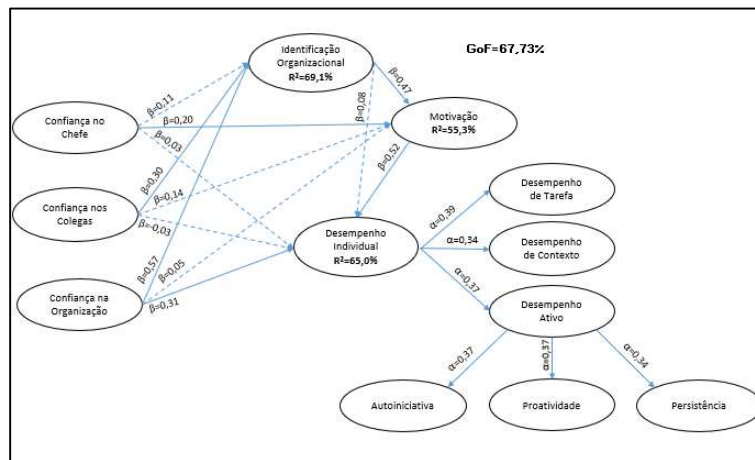 Identificação
Organizacional
R²=69,1%
GoF=67,73%
β=0,11
β=0,47
β=0,08
Confiança no
Chefe
β=0,20
β=0,03
Motivação
R²=55,3%
β=0,30
β=0,52
β=0,14
Confiança nos
Colegas
β=-0,03
Desempenho
de Tarefa
α=0,39
Desempenho
Individual
R²=65,0%
α=0,34
Desempenho
de Contexto
β=0,57
β=0,05
α=0,37
Confiança na
Organização
β=0,31
Desempenho
Ativo
α=0,37
α=0,37
α=0,34
Autoiniciativa
Proatividade
Persistência